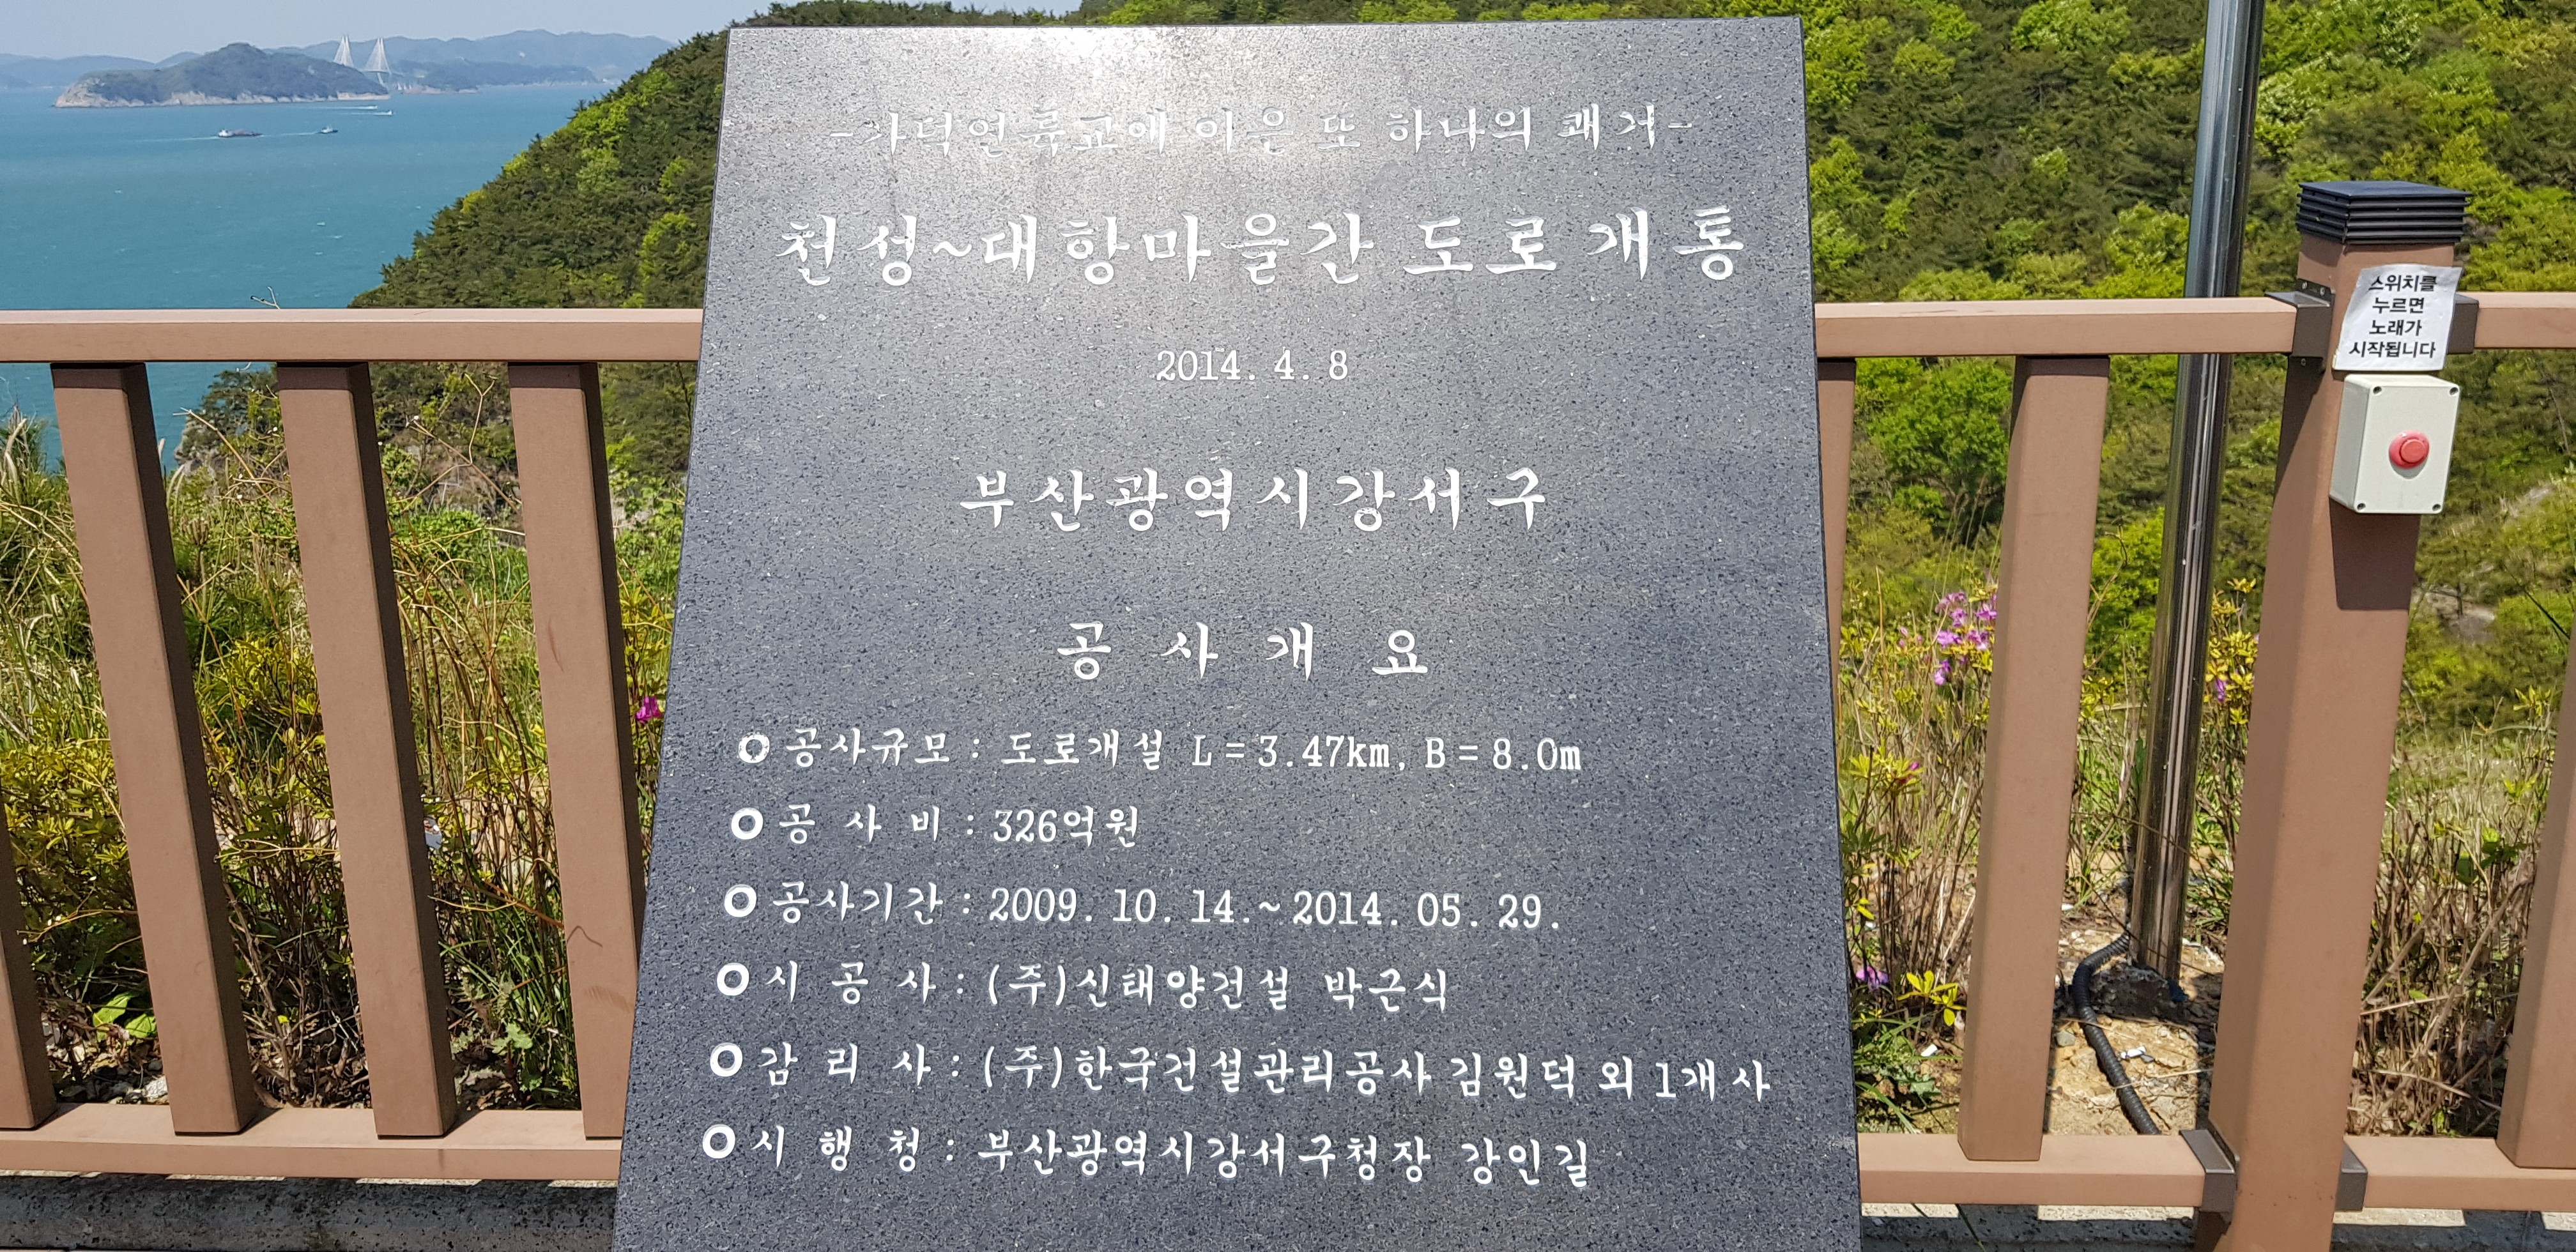 -가덕연륙교에 이은 또 하나의 쾌거-
천성~대항마을간 도로개통
2014. 4. 8
부산광역시강서구
공 사 개 요
공사규모 : 도로개설 L=3.47km, B=8.0m
공 사 비 : 326억원
공사기간 : 2009. 10. 14.~2014. 05. 29.
시 공 사 : (주)신태양건설 박근식
감 리 사 : (주)한국건설관리공사 김원덕 외 1개사
시 행 청 : 부산광역시강서구청장 강인길
스위치를
누르면
노래가
시작됩니다